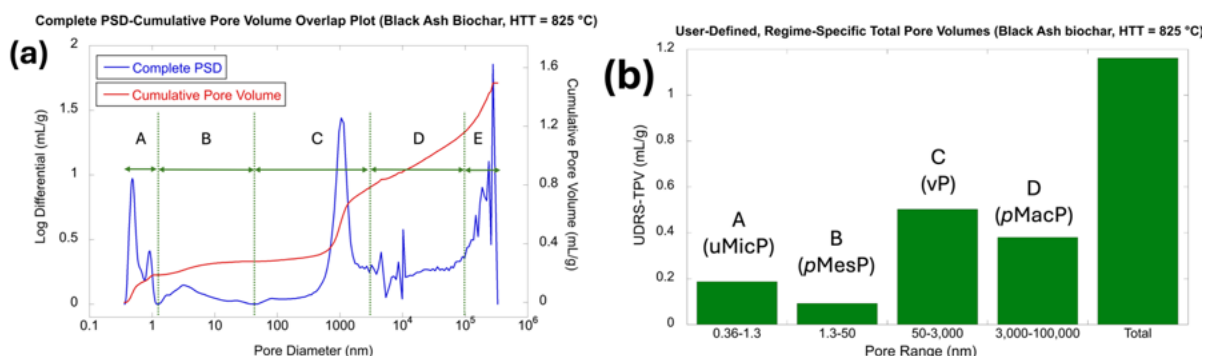 Complete PSD-Cumulative Pore Volume Overlap Plot (Black Ash Biochar, HTT = 825 °C)
(a)
Log Differential (mL/g)
2
1.5
1
0.5
0
Complete PSD
Cumulative Pore Volume
A
B
C
D
E
1.6
1.2
0.8
0.4
0
Cumulative Pore Volume (mL/g)
0.1
1
10
100
1000
10⁴
10⁵
10⁶
Pore Diameter (nm)
User-Defined, Regime-Specific Total Pore Volumes (Black Ash biochar, HTT = 825 °C)
(b)
UDRS-TPV (mL/g)
1.2
1
0.8
0.6
0.4
0.2
0
A
(uMicP)
B
(pMesP)
C
(vP)
D
(pMacP)
0.36-1.3
1.3-50
50-3,000
3,000-100,000
Total
Pore Range (nm)